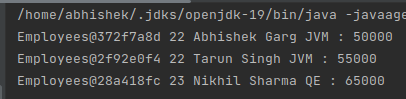 /home/abhishek/.jdks/openjdk-19/bin/java -javaage
Employees@372f7a8d 22 Abhishek Garg JVM : 50000
Employees@2f92e0f4 22 Tarun Singh JVM : 55000
Employees@28a418fc 23 Nikhil Sharma QE : 65000